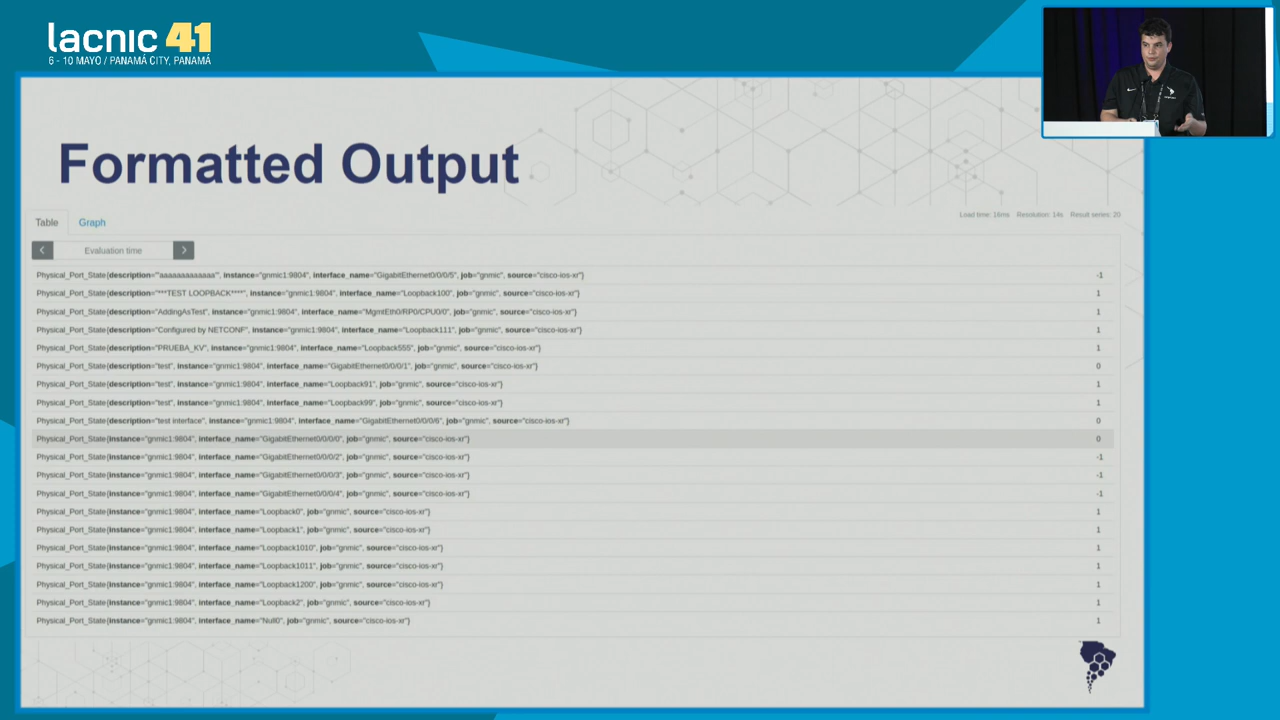 lacnic 41
6 - 10 MAYO / PANAMÁ CITY, PANAMÁ
Formatted Output
Table Graph
Load time: 16ms Resolution: 14s Result series: 20
< Evaluation time >
Physical_Port_State{description="'aaaaaaaaaaaaa'", instance="gnmic1:9804", interface_name="GigabitEthernet0/0/0/5", job="gnmic", source="cisco-ios-xr"} -1
Physical_Port_State{description="***TEST LOOPBACK****", instance="gnmic1:9804", interface_name="Loopback100", job="gnmic", source="cisco-ios-xr"} 1
Physical_Port_State{description="AddingAsTest", instance="gnmic1:9804", interface_name="MgmtEth0/RP0/CPU0/0", job="gnmic", source="cisco-ios-xr"} 1
Physical_Port_State{description="Configured by NETCONF", instance="gnmic1:9804", interface_name="Loopback111", job="gnmic", source="cisco-ios-xr"} 1
Physical_Port_State{description="PRUEBA_KV", instance="gnmic1:9804", interface_name="Loopback555", job="gnmic", source="cisco-ios-xr"} 1
Physical_Port_State{description="test", instance="gnmic1:9804", interface_name="GigabitEthernet0/0/0/1", job="gnmic", source="cisco-ios-xr"} 0
Physical_Port_State{description="test", instance="gnmic1:9804", interface_name="Loopback91", job="gnmic", source="cisco-ios-xr"} 1
Physical_Port_State{description="test", instance="gnmic1:9804", interface_name="Loopback99", job="gnmic", source="cisco-ios-xr"} 1
Physical_Port_State{description="test interface", instance="gnmic1:9804", interface_name="GigabitEthernet0/0/0/6", job="gnmic", source="cisco-ios-xr"} 0
Physical_Port_State{instance="gnmic1:9804", interface_name="GigabitEthernet0/0/0/0", job="gnmic", source="cisco-ios-xr"} 0
Physical_Port_State{instance="gnmic1:9804", interface_name="GigabitEthernet0/0/0/2", job="gnmic", source="cisco-ios-xr"} -1
Physical_Port_State{instance="gnmic1:9804", interface_name="GigabitEthernet0/0/0/3", job="gnmic", source="cisco-ios-xr"} -1
Physical_Port_State{instance="gnmic1:9804", interface_name="GigabitEthernet0/0/0/4", job="gnmic", source="cisco-ios-xr"} -1
Physical_Port_State{instance="gnmic1:9804", interface_name="Loopback0", job="gnmic", source="cisco-ios-xr"} 1
Physical_Port_State{instance="gnmic1:9804", interface_name="Loopback1", job="gnmic", source="cisco-ios-xr"} 1
Physical_Port_State{instance="gnmic1:9804", interface_name="Loopback1010", job="gnmic", source="cisco-ios-xr"} 1
Physical_Port_State{instance="gnmic1:9804", interface_name="Loopback1011", job="gnmic", source="cisco-ios-xr"} 1
Physical_Port_State{instance="gnmic1:9804", interface_name="Loopback1200", job="gnmic", source="cisco-ios-xr"} 1
Physical_Port_State{instance="gnmic1:9804", interface_name="Loopback2", job="gnmic", source="cisco-ios-xr"} 1
Physical_Port_State{instance="gnmic1:9804", interface_name="Null0", job="gnmic", source="cisco-ios-xr"} 1